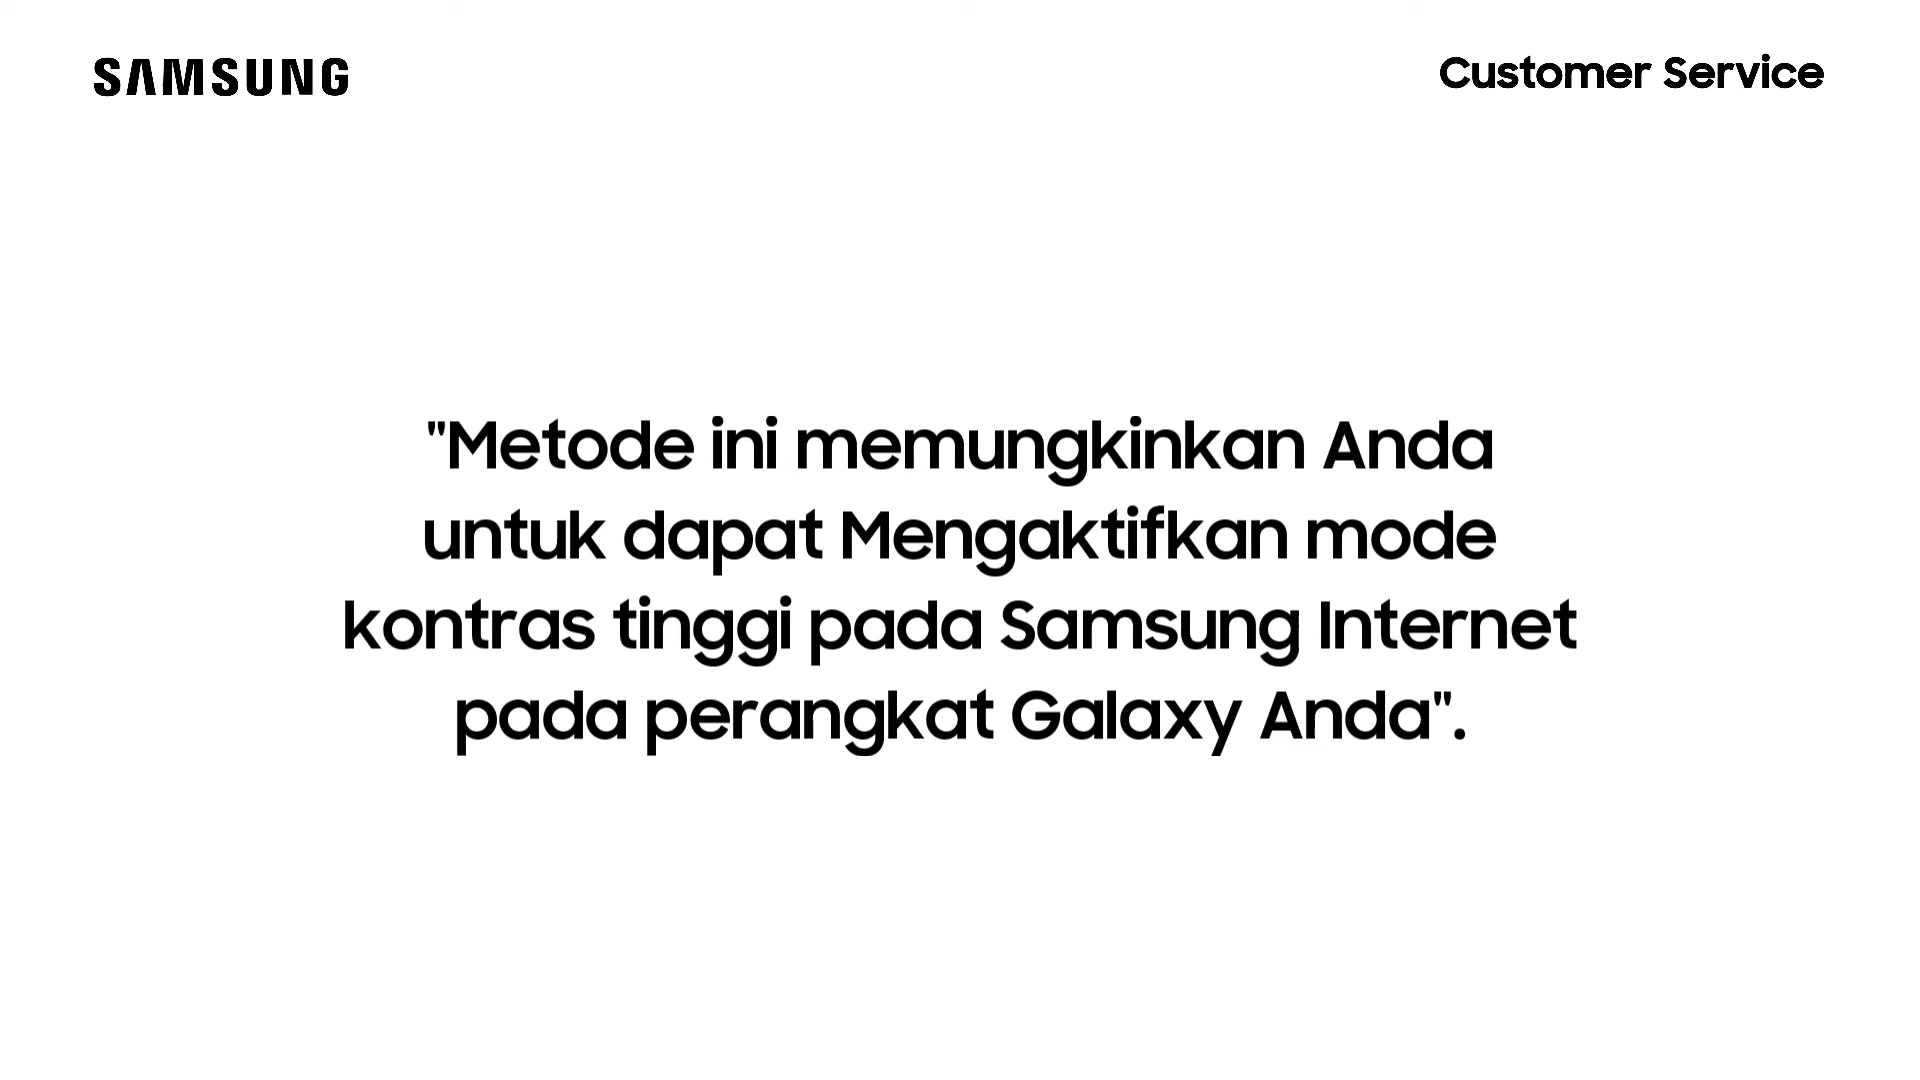 SAMSUNG
Customer Service
"Metode ini memungkinkan Anda
untuk dapat Mengaktifkan mode
kontras tinggi pada Samsung Internet
pada perangkat Galaxy Anda".